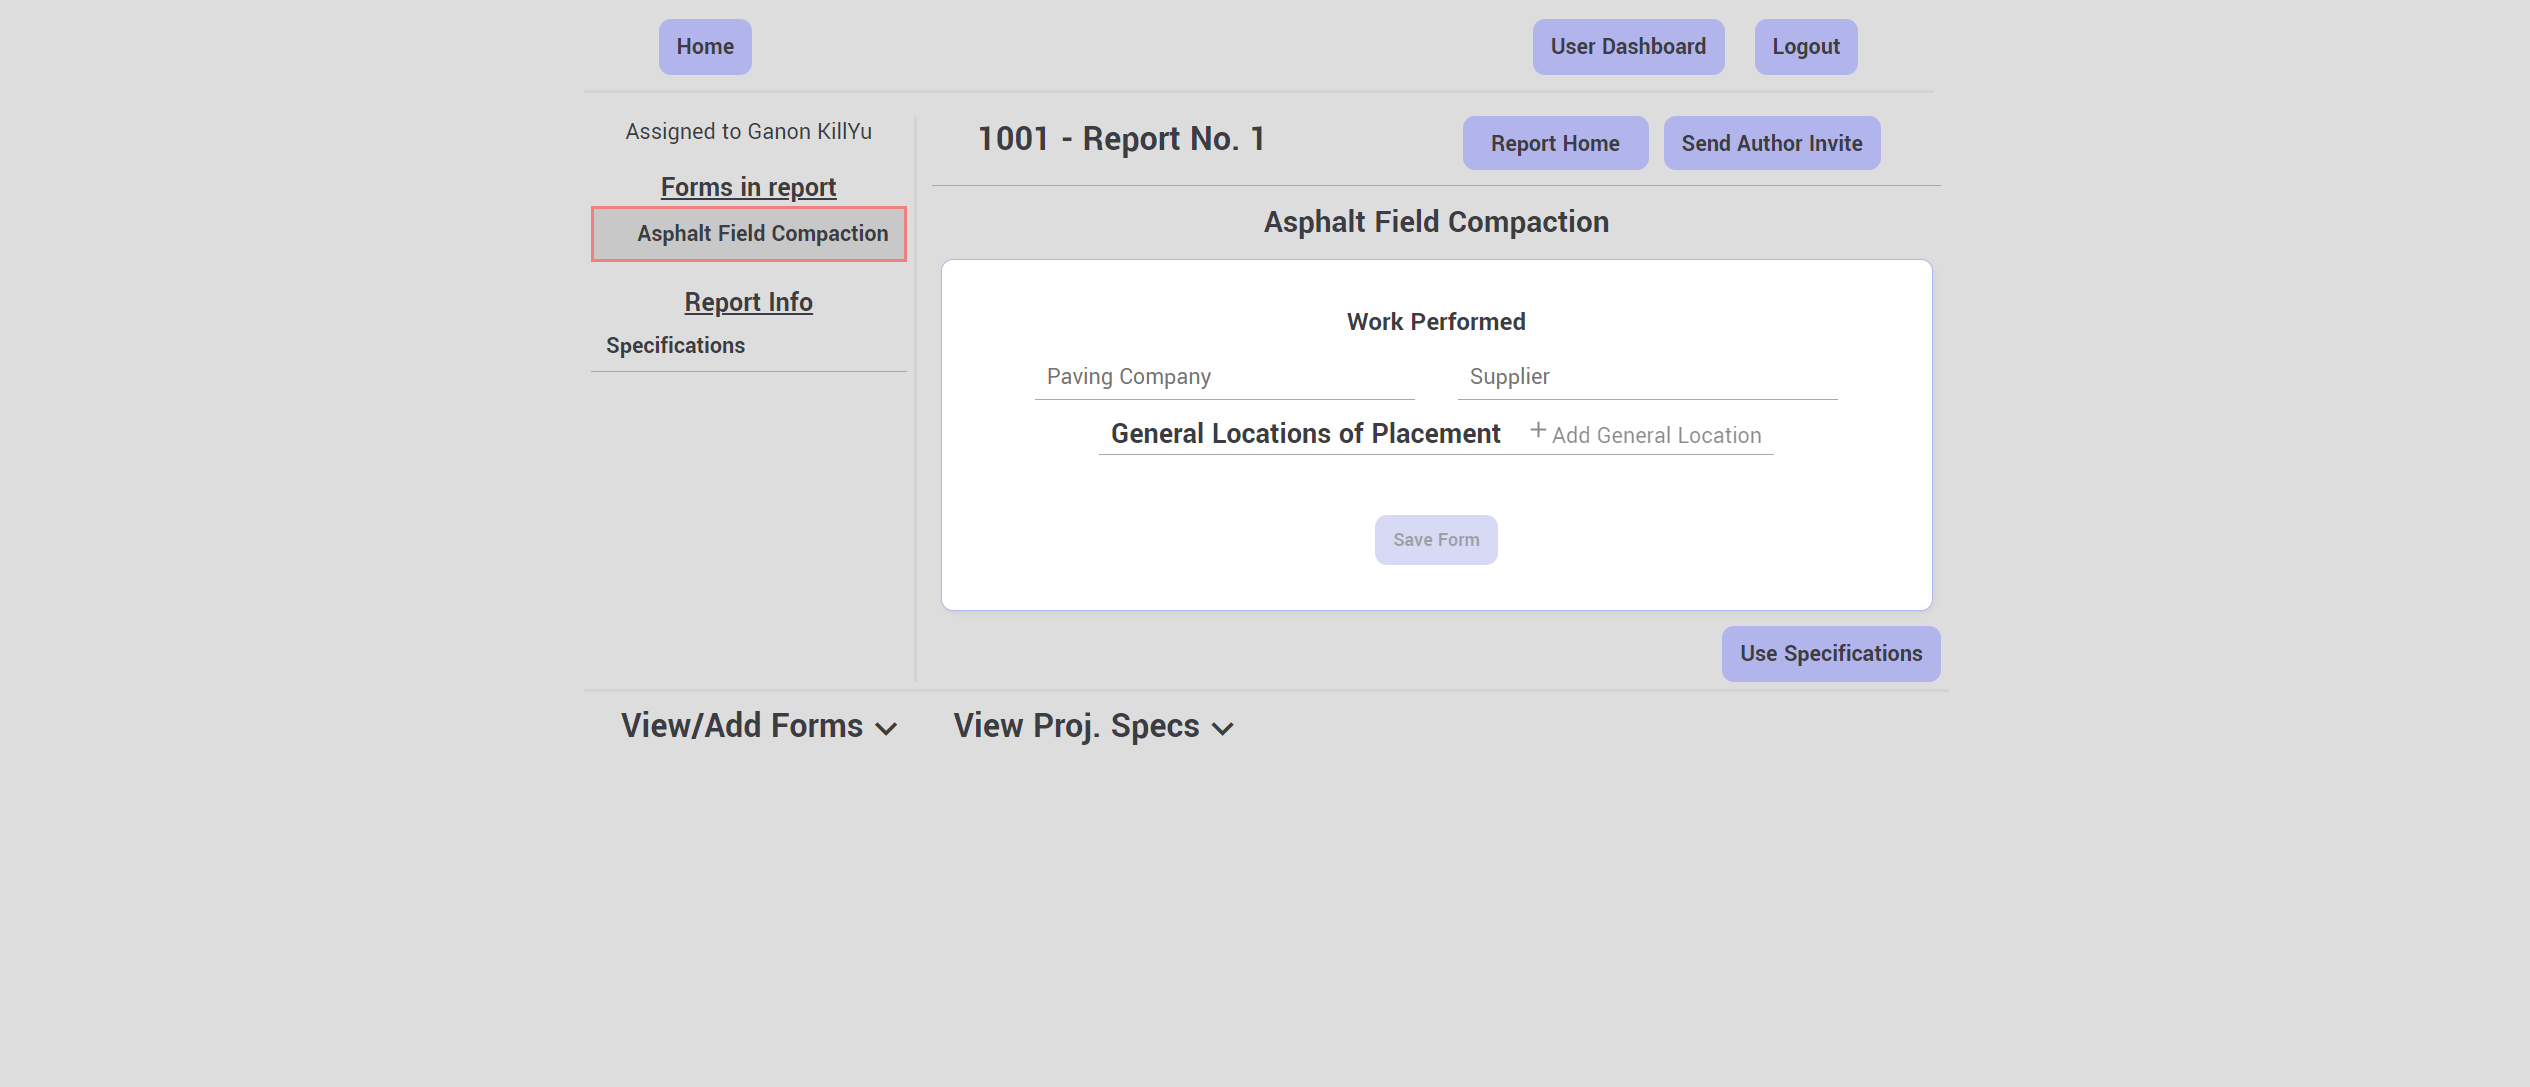 Home
User Dashboard
Logout
Assigned to Ganon KillYu
Forms in report
Asphalt Field Compaction
Report Info
Specifications
1001 - Report No. 1
Report Home
Send Author Invite
Asphalt Field Compaction
Work Performed
Paving Company
Supplier
General Locations of Placement
+ Add General Location
Save Form
Use Specifications
View/Add Forms
View Proj. Specs